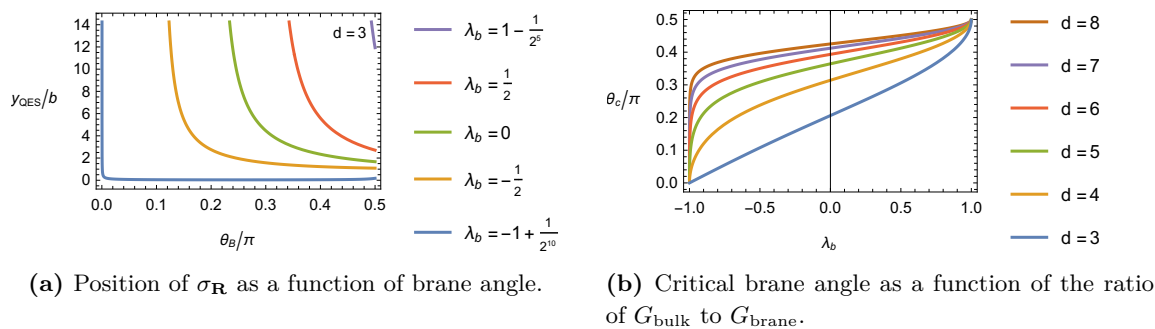 14
12
10
8
6
4
2
0
y_QES/b
d = 3
0.0 0.1 0.2 0.3 0.4 0.5
θ_B/π
λ_b = 1 − 1/2^5
λ_b = 1/2
λ_b = 0
λ_b = − 1/2
λ_b = −1 + 1/2^10
(a) Position of σ_R as a function of brane angle.
0.5
0.4
0.3
0.2
0.1
0.0
θ_c/π
−1.0 −0.5 0.0 0.5 1.0
λ_b
d = 8
d = 7
d = 6
d = 5
d = 4
d = 3
(b) Critical brane angle as a function of the ratio
of G_bulk to G_brane.